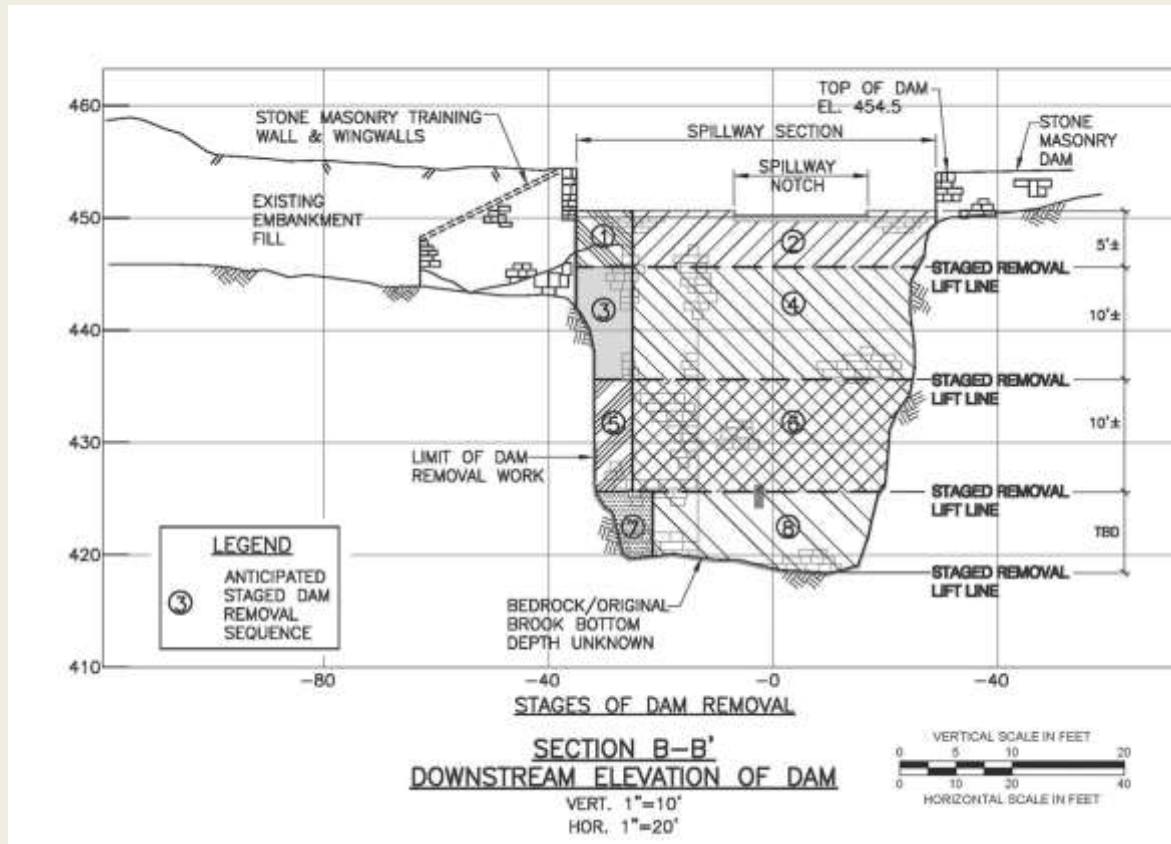 460
450
440
430
420
410
-80
-40
-0
-40
STONE MASONRY TRAINING
WALL & WINGWALLS
SPILLWAY SECTION
TOP OF DAM
EL. 454.5
STONE
MASONRY
DAM
SPILLWAY
NOTCH
EXISTING
EMBANKMENT
FILL
1
2
3
4
5
6
7
8
5'±
STAGED REMOVAL
LIFT LINE
10'±
STAGED REMOVAL
LIFT LINE
10'±
STAGED REMOVAL
LIFT LINE
TBD
STAGED REMOVAL
LIFT LINE
LIMIT OF DAM
REMOVAL WORK
LEGEND
3
ANTICIPATED
STAGED DAM
REMOVAL
SEQUENCE
BEDROCK/ORIGINAL
BROOK BOTTOM
DEPTH UNKNOWN
STAGES OF DAM REMOVAL
SECTION B-B'
DOWNSTREAM ELEVATION OF DAM
VERT. 1"=10'
HOR. 1"=20'
VERTICAL SCALE IN FEET
0 5 10 20
0 10 20 40
HORIZONTAL SCALE IN FEET